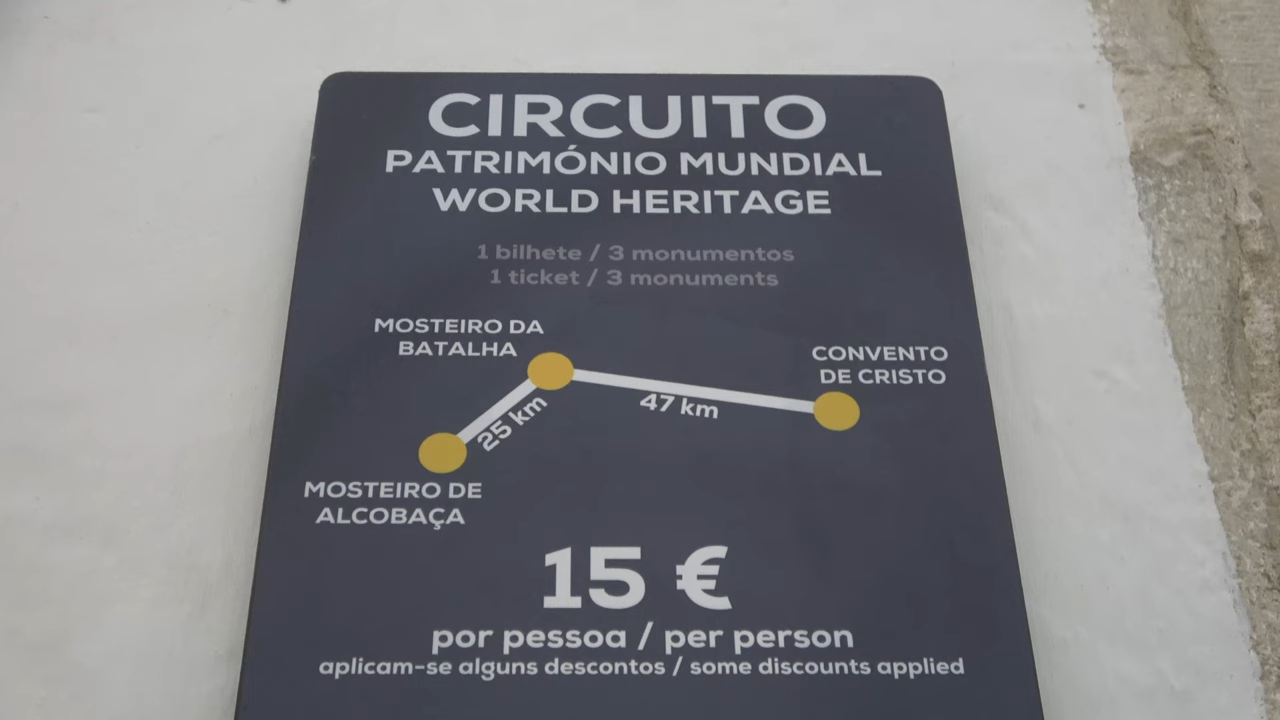 CIRCUITO
PATRIMÓNIO MUNDIAL
WORLD HERITAGE
1 bilhete / 3 monumentos
1 ticket / 3 monuments
MOSTEIRO DA
BATALHA
CONVENTO
DE CRISTO
47 km
25 km
MOSTEIRO DE
ALCOBAÇA
15 €
por pessoa / per person
aplicam-se alguns descontos / some discounts applied